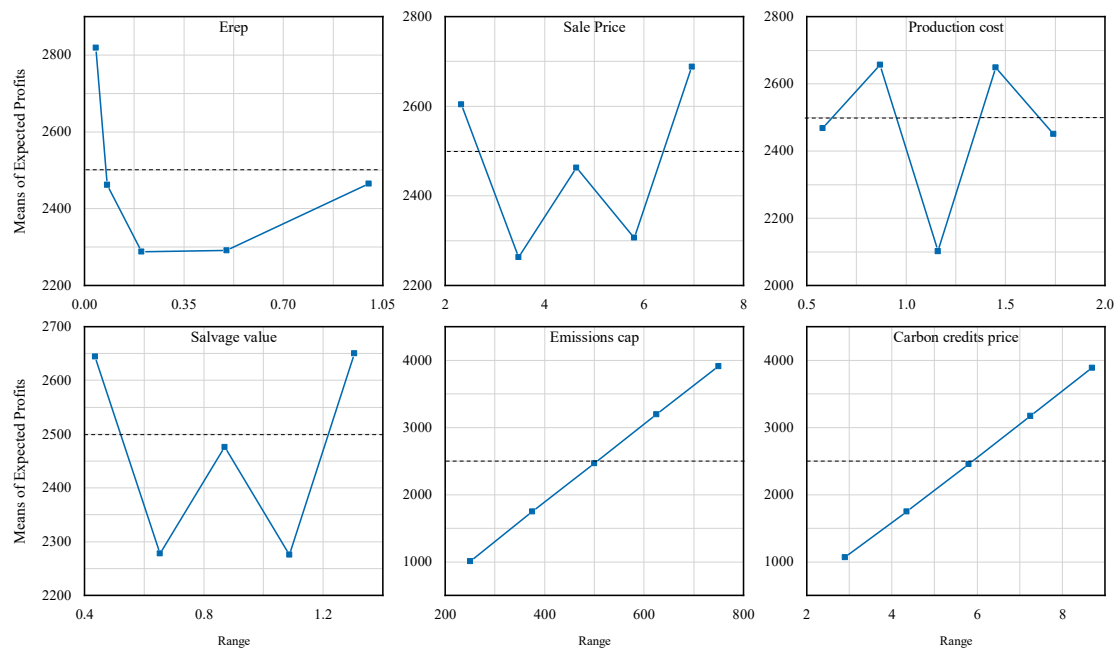 Erep
Means of Expected Profits
2800
2600
2400
2200
0.00 0.35 0.70 1.05
Sale Price
2800
2600
2400
2200
2 4 6 8
Production cost
2800
2600
2400
2200
2000
0.5 1.0 1.5 2.0
Salvage value
Means of Expected Profits
2700
2600
2500
2400
2300
2200
0.4 0.8 1.2
Range
Emissions cap
4000
3000
2000
1000
200 400 600 800
Range
Carbon credits price
4000
3000
2000
1000
2 4 6 8
Range